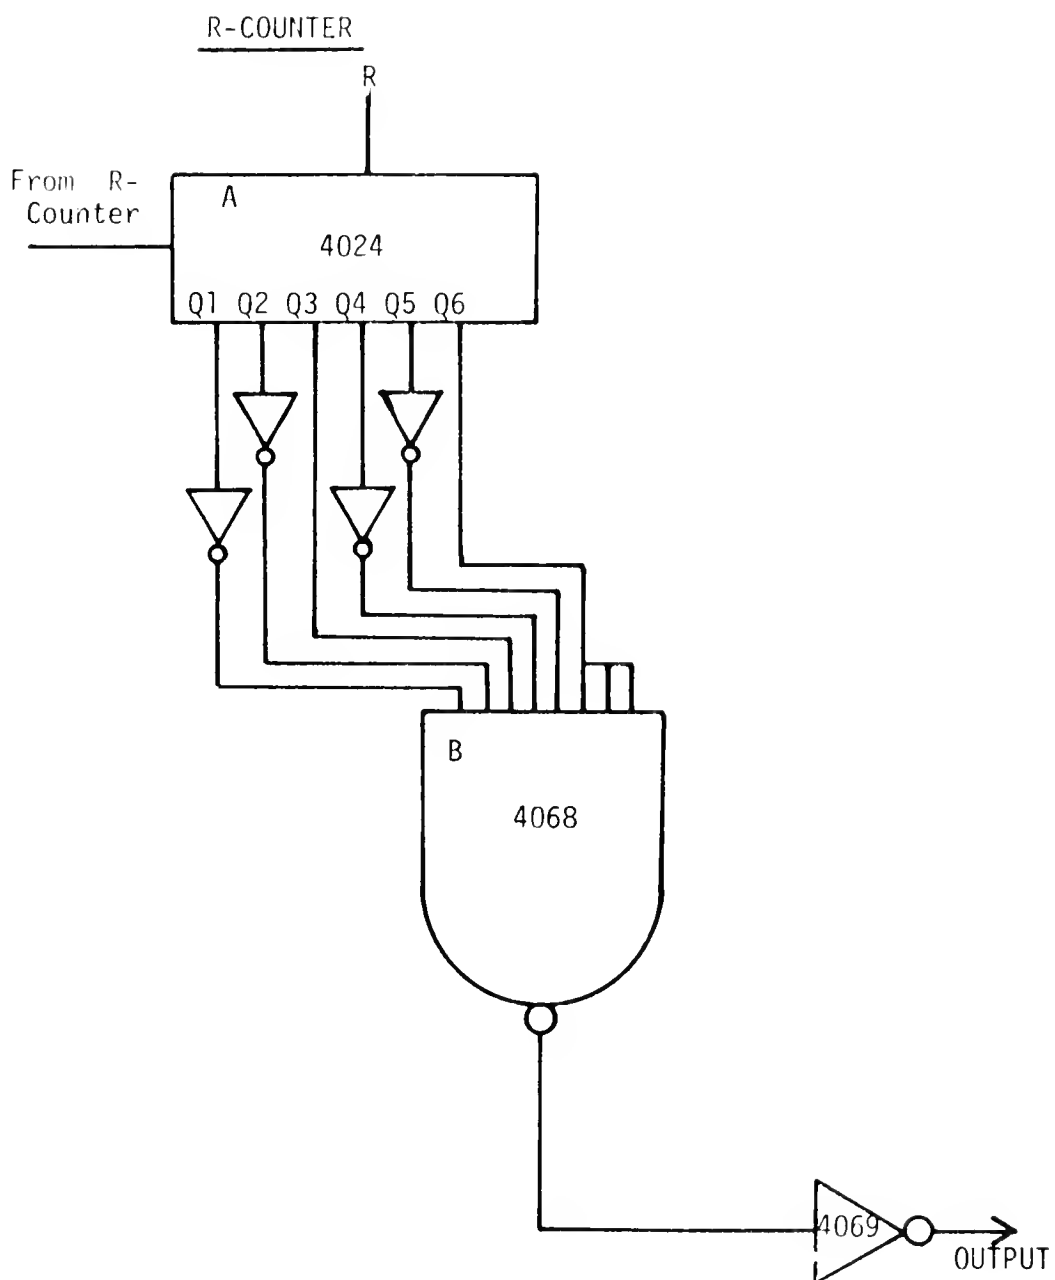 R-COUNTER
R
From R-
Counter
A
4024
Q1 Q2 Q3 Q4 Q5 Q6
B
4068
4069
OUTPUT